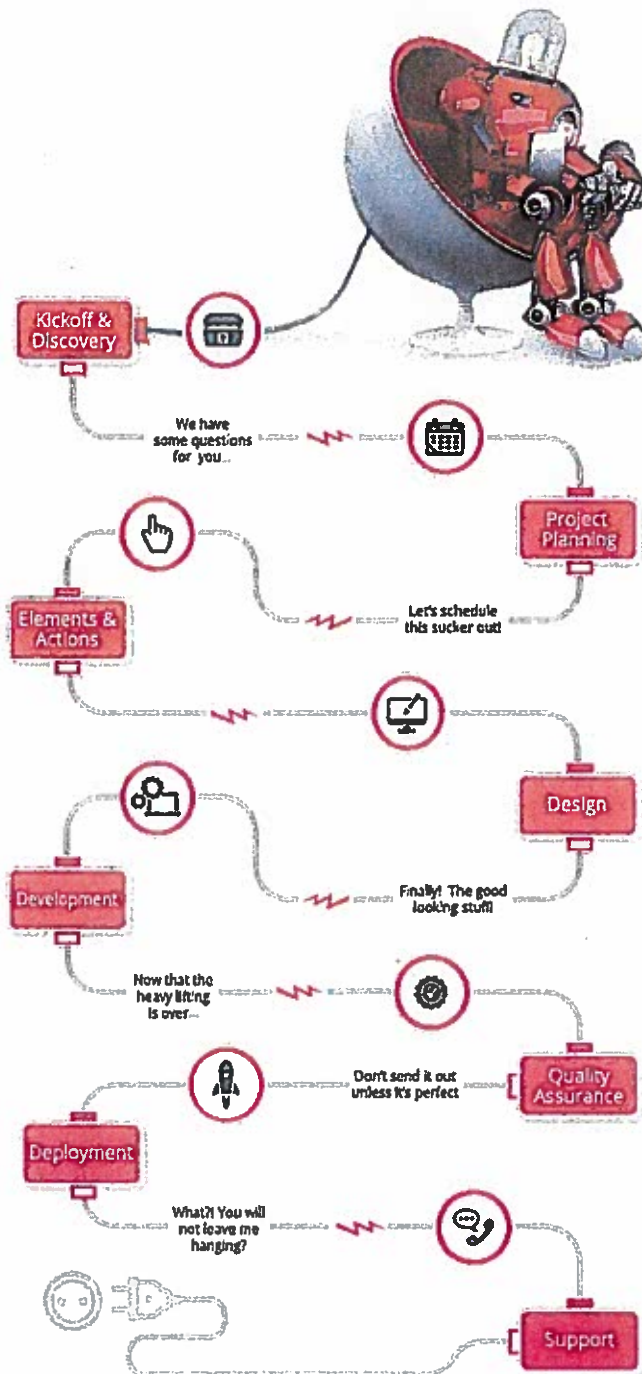 Kickoff &
Discovery
We have
some questions
for you...
Project
Planning
Let's schedule
this sucker out!
Elements &
Actions
Design
Finally! The good
looking stuff!
Development
Now that the
heavy lifting
is over...
Quality
Assurance
Don't send it out
unless it's perfect
Deployment
What?! You will
not leave me
hanging?
Support